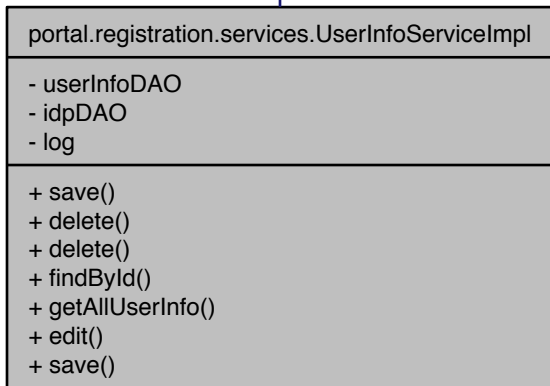 portal.registration.services.UserInfoServiceImpl
- userInfoDAO
- idpDAO
- log
+ save()
+ delete()
+ delete()
+ findById()
+ getAllUserInfo()
+ edit()
+ save()